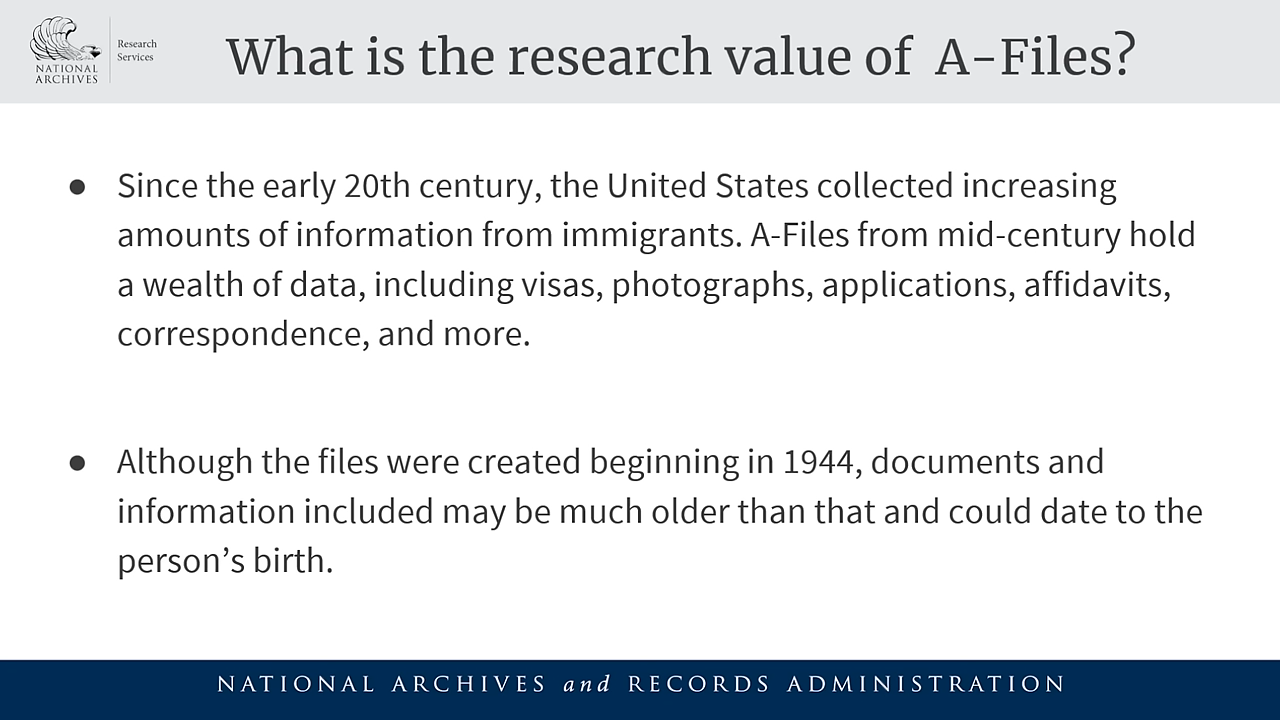 NATIONAL
ARCHIVES
Research
Services
What is the research value of A-Files?
● Since the early 20th century, the United States collected increasing
amounts of information from immigrants. A-Files from mid-century hold
a wealth of data, including visas, photographs, applications, affidavits,
correspondence, and more.
● Although the files were created beginning in 1944, documents and
information included may be much older than that and could date to the
person’s birth.
NATIONAL ARCHIVES and RECORDS ADMINISTRATION